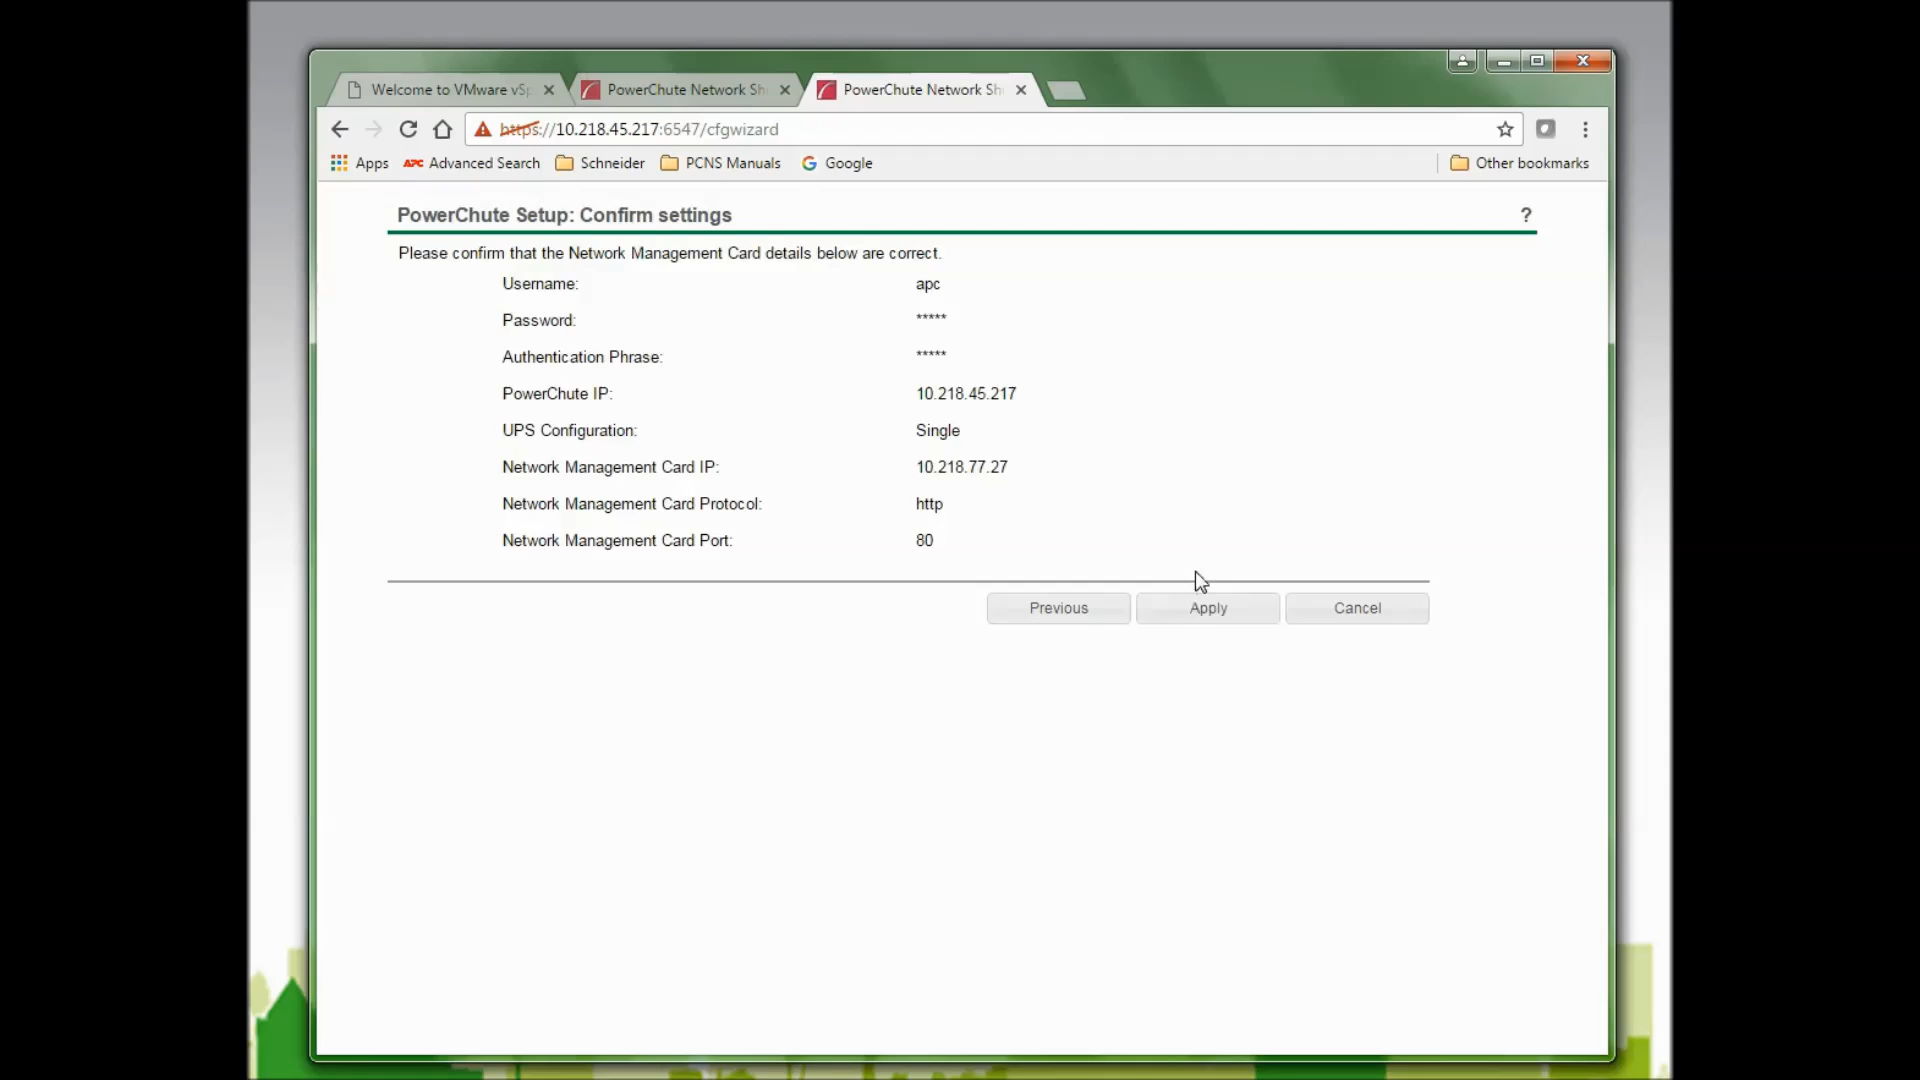 Welcome to VMware vSp
PowerChute Network Sh
PowerChute Network Sh
https://10.218.45.217:6547/cfgwizard
Apps
APC Advanced Search
Schneider
PCNS Manuals
Google
Other bookmarks
PowerChute Setup: Confirm settings
?
Please confirm that the Network Management Card details below are correct.
Username: apc
Password: *****
Authentication Phrase: *****
PowerChute IP: 10.218.45.217
UPS Configuration: Single
Network Management Card IP: 10.218.77.27
Network Management Card Protocol: http
Network Management Card Port: 80
Previous
Apply
Cancel